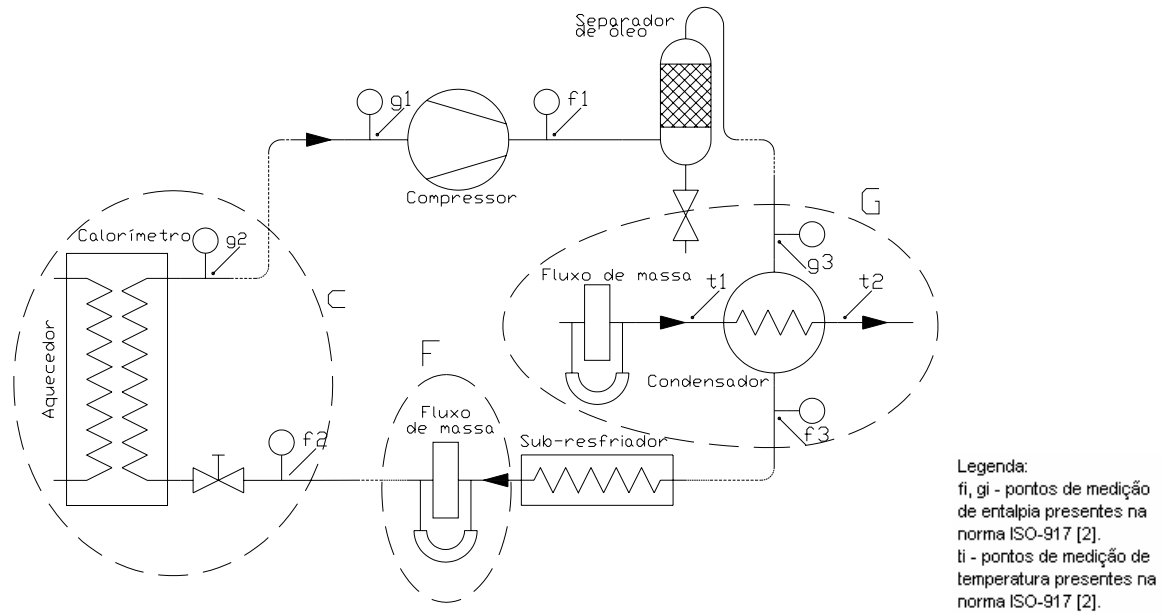 Separador
de óleo
g1
f1
Compressor
G
Calorímetro
g2
g3
Fluxo de massa
t1
t2
C
Aquecedor
F
Condensador
Fluxo
de massa
f3
f2
Sub-resfriador
Legenda:
fi, gi - pontos de medição
de entalpia presentes na
norma ISO-917 [2].
ti - pontos de medição de
temperatura presentes na
norma ISO-917 [2].